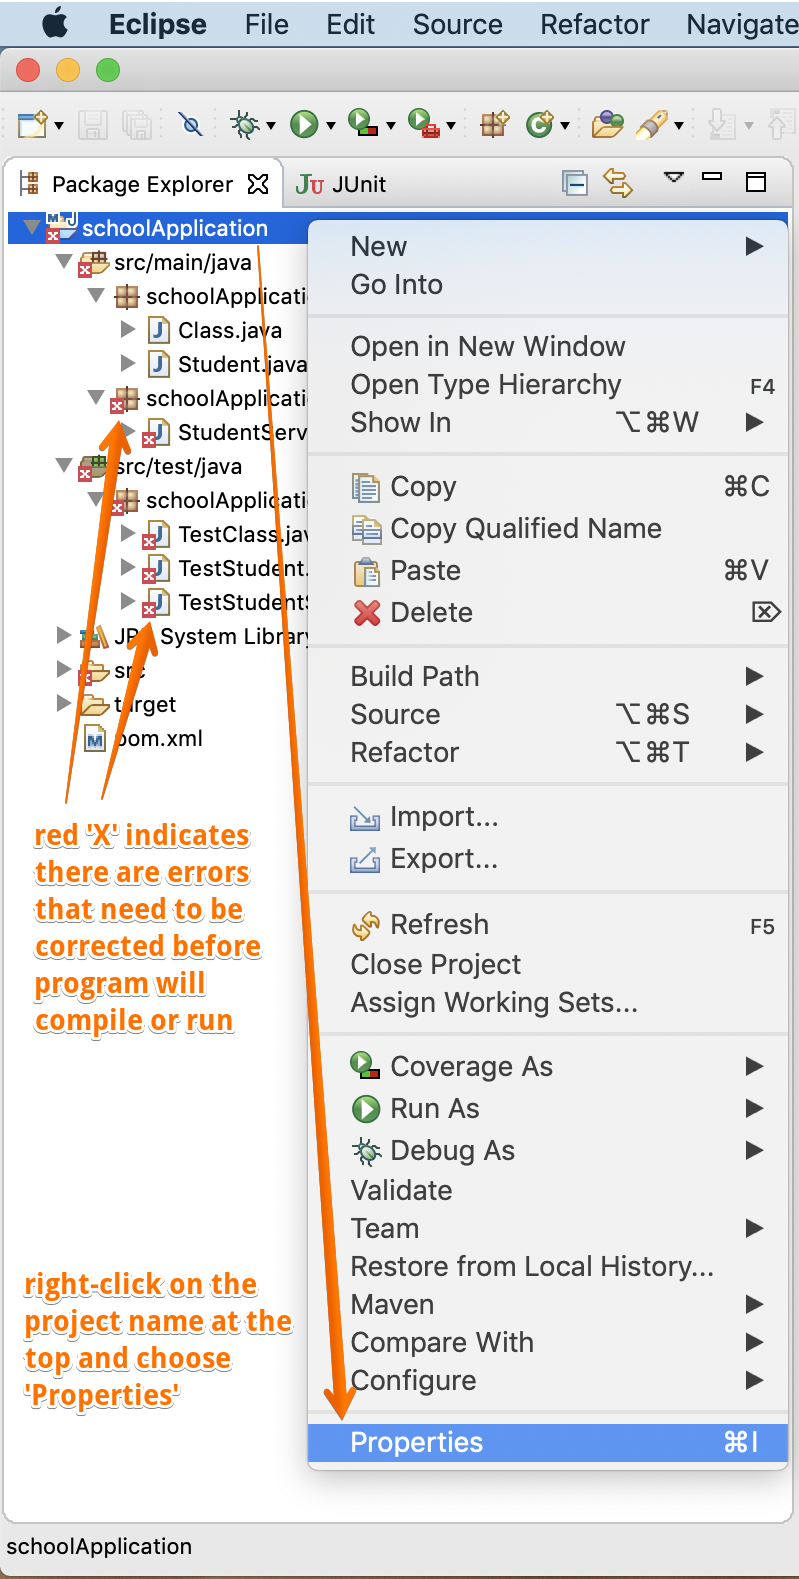 Eclipse File Edit Source Refactor Navigate
Package Explorer JUnit
schoolApplication
src/main/java
schoolApplicati
Class.java
Student.java
schoolApplicati
StudentServ
src/test/java
schoolApplicati
TestClass.jav
TestStudent.
TestStudentS
System Library
src
target
pom.xml
red 'X' indicates
there are errors
that need to be
corrected before
program will
compile or run
right-click on the
project name at the
top and choose
'Properties'
New
Go Into
Open in New Window
Open Type Hierarchy F4
Show In ⌥⌘W
Copy ⌘C
Copy Qualified Name
Paste ⌘V
Delete ⌦
Build Path
Source ⌥⌘S
Refactor ⌥⌘T
Import...
Export...
Refresh F5
Close Project
Assign Working Sets...
Coverage As
Run As
Debug As
Validate
Team
Restore from Local History...
Maven
Compare With
Configure
Properties ⌘I
schoolApplication